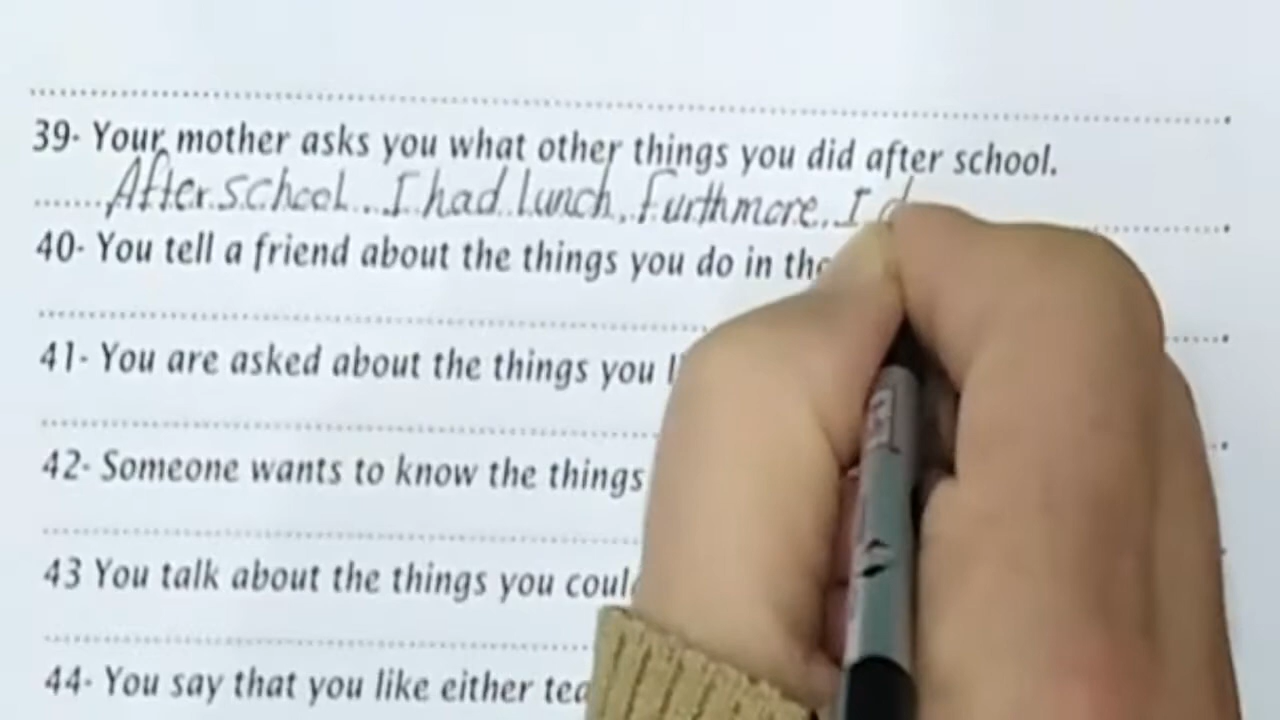 39- Your mother asks you what other things you did after school.
After school, I had lunch. Furthmore, I d
40- You tell a friend about the things you do in the
41- You are asked about the things you
42- Someone wants to know the things
43 You talk about the things you could
44- You say that you like either tea